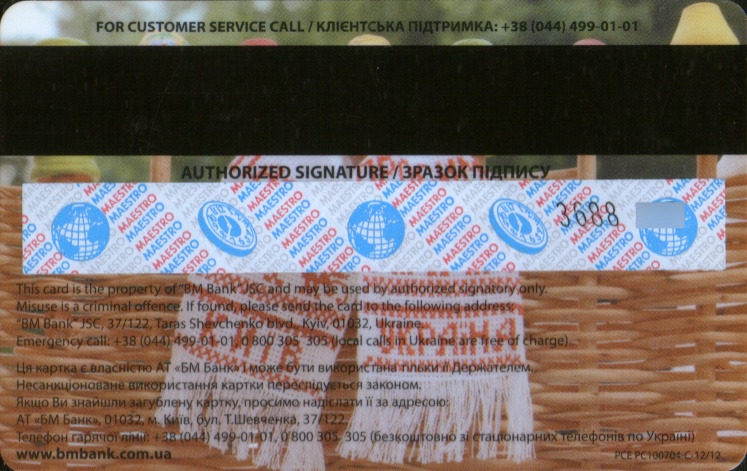 FOR CUSTOMER SERVICE CALL / КЛІЄНТСЬКА ПІДТРИМКА: +38 (044) 499-01-01
AUTHORIZED SIGNATURE / ЗРАЗОК ПІДПИСУ
MAESTRO MAESTRO MAESTRO MAESTRO MAESTRO
3688
This card is the property of "BM Bank" JSC and may be used by authorized signatory only.
Misuse is a criminal offence. If found, please send the card to the following address:
"BM Bank" JSC, 37/122, Taras Shevchenko blvd., Kyiv, 01032, Ukraine.
Emergency call: +38 (044) 499-01-01, 0 800 305 305 (local calls in Ukraine are free of charge)
УКРАЇНА
Ця картка є власністю АТ «БМ Банк» і може бути використана тільки її Держателем.
Несанкціоноване використання картки переслідується законом.
Якщо Ви знайшли загублену картку, просимо надіслати її за адресою:
АТ «БМ Банк», 01032, м. Київ, бул. Т.Шевченка, 37/122.
Телефон гарячої лінії: +38 (044) 499-01-01, 0 800 305 305 (безкоштовно зі стаціонарних телефонів по Україні)
www.bmbank.com.ua
PCE PC100704-C-12/12